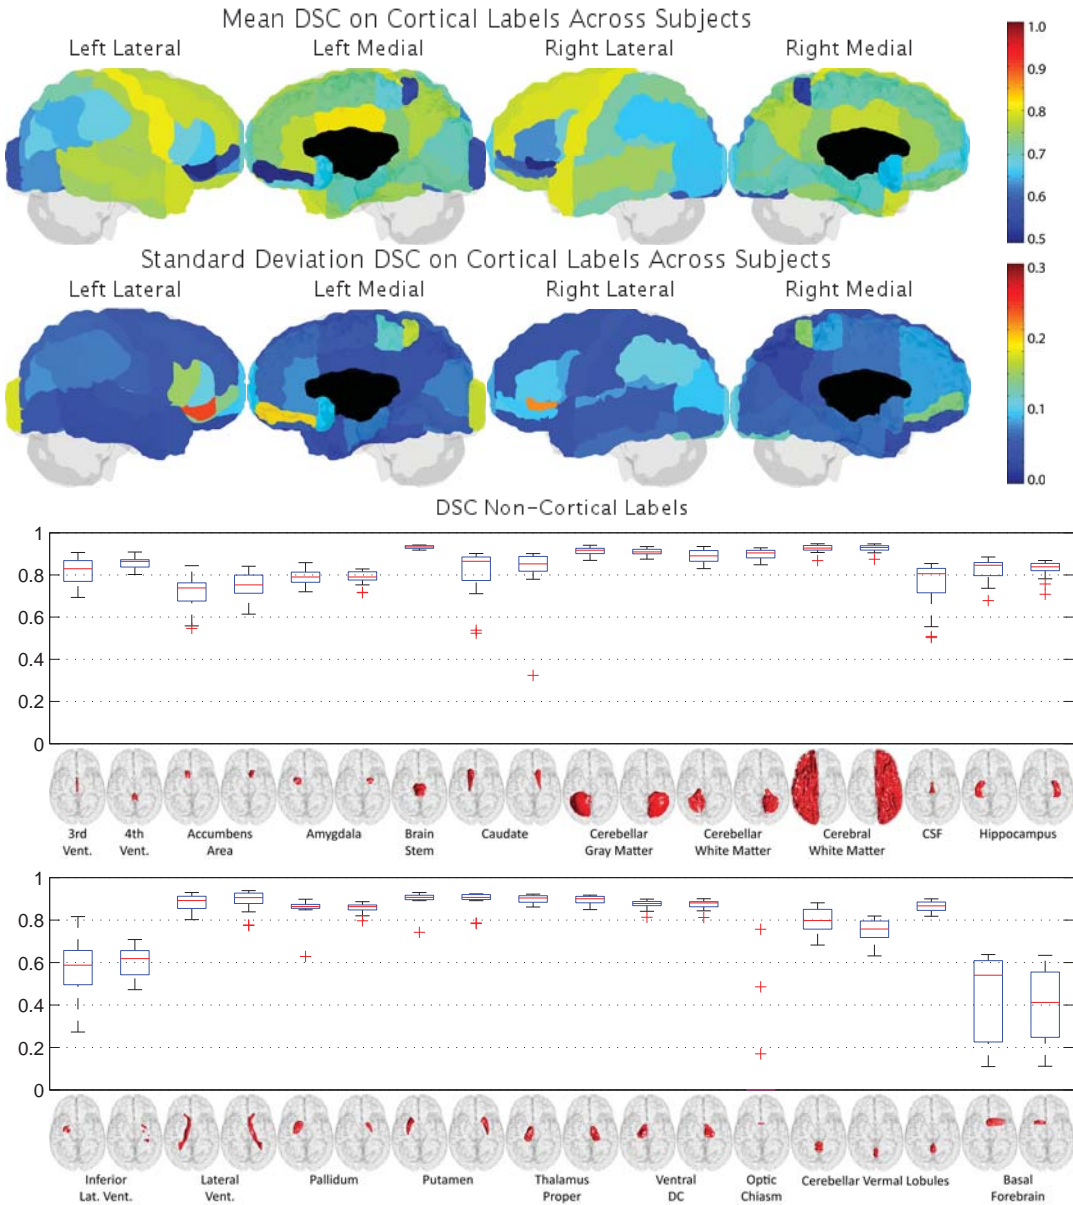 Mean DSC on Cortical Labels Across Subjects
Left Lateral Left Medial Right Lateral Right Medial
1.0
0.9
0.8
0.7
0.6
0.5
Standard Deviation DSC on Cortical Labels Across Subjects
Left Lateral Left Medial Right Lateral Right Medial
0.3
0.2
0.1
0.0
DSC Non-Cortical Labels
1
0.8
0.6
0.4
0.2
0
3rd Vent.
4th Vent.
Accumbens Area
Amygdala
Brain Stem
Caudate
Cerebellar Gray Matter
Cerebellar White Matter
Cerebral White Matter
CSF
Hippocampus
1
0.8
0.6
0.4
0.2
0
Inferior Lat. Vent.
Lateral Vent.
Pallidum
Putamen
Thalamus Proper
Ventral DC
Optic Chiasm
Cerebellar Vermal Lobules
Basal Forebrain